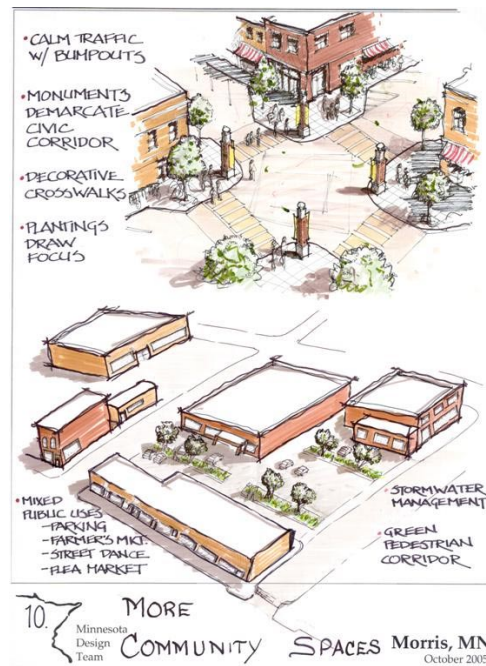 • CALM TRAFFIC
W/ BUMPOUTS
• MONUMENTS
DEMARCATE
CIVIC
CORRIDOR
• DECORATIVE
CROSSWALKS
• PLANTINGS
DRAW
FOCUS
• MIXED
PUBLIC USES
- PARKING
- FARMER'S MKT.
- STREET DANCE
- FLEA MARKET
• STORMWATER
MANAGEMENT
• GREEN
PEDESTRIAN
CORRIDOR
10.
Minnesota
Design
Team
MORE
COMMUNITY SPACES
Morris, MN
October 2005